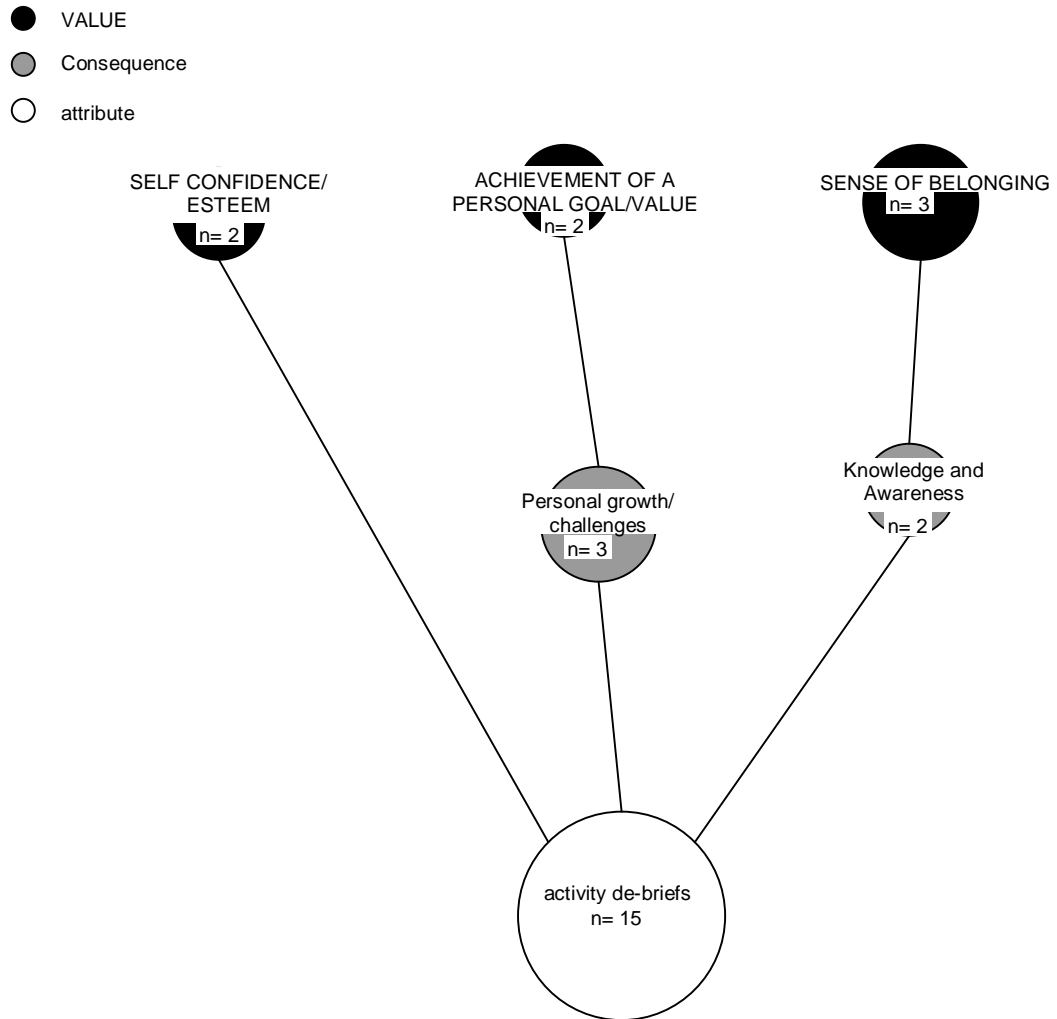 VALUE
Consequence
attribute
SELF CONFIDENCE/
ESTEEM
n= 2
ACHIEVEMENT OF A
PERSONAL GOAL/VALUE
n= 2
SENSE OF BELONGING
n= 3
Personal growth/
challenges
n= 3
Knowledge and
Awareness
n= 2
activity de-briefs
n= 15